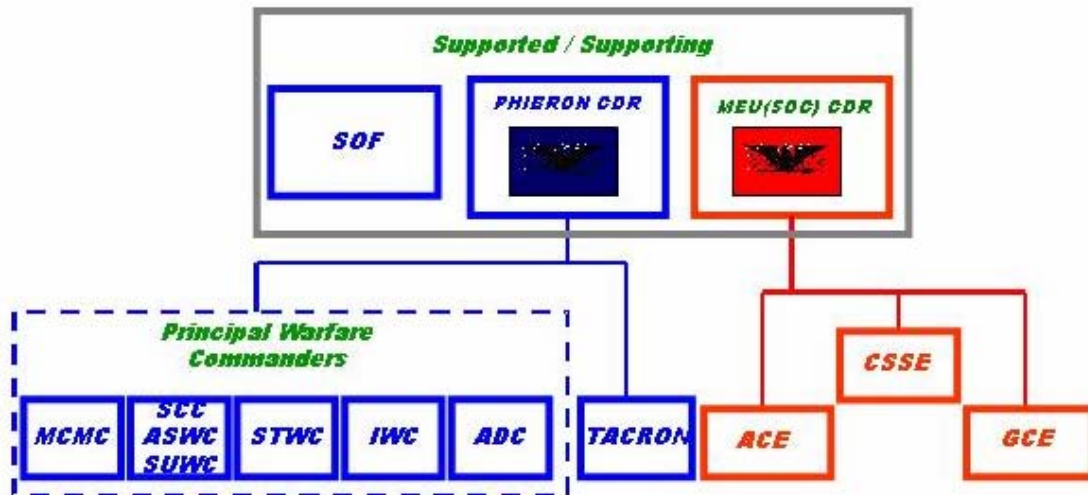 Supported / Supporting
SOF
PHIBRON CDR
MEU(SOC) CDR
Principal Warfare
Commanders
CSSE
MCMC
SCC
ASWC
SUWC
STWC
IWC
ADC
TACRON
ACE
GCE